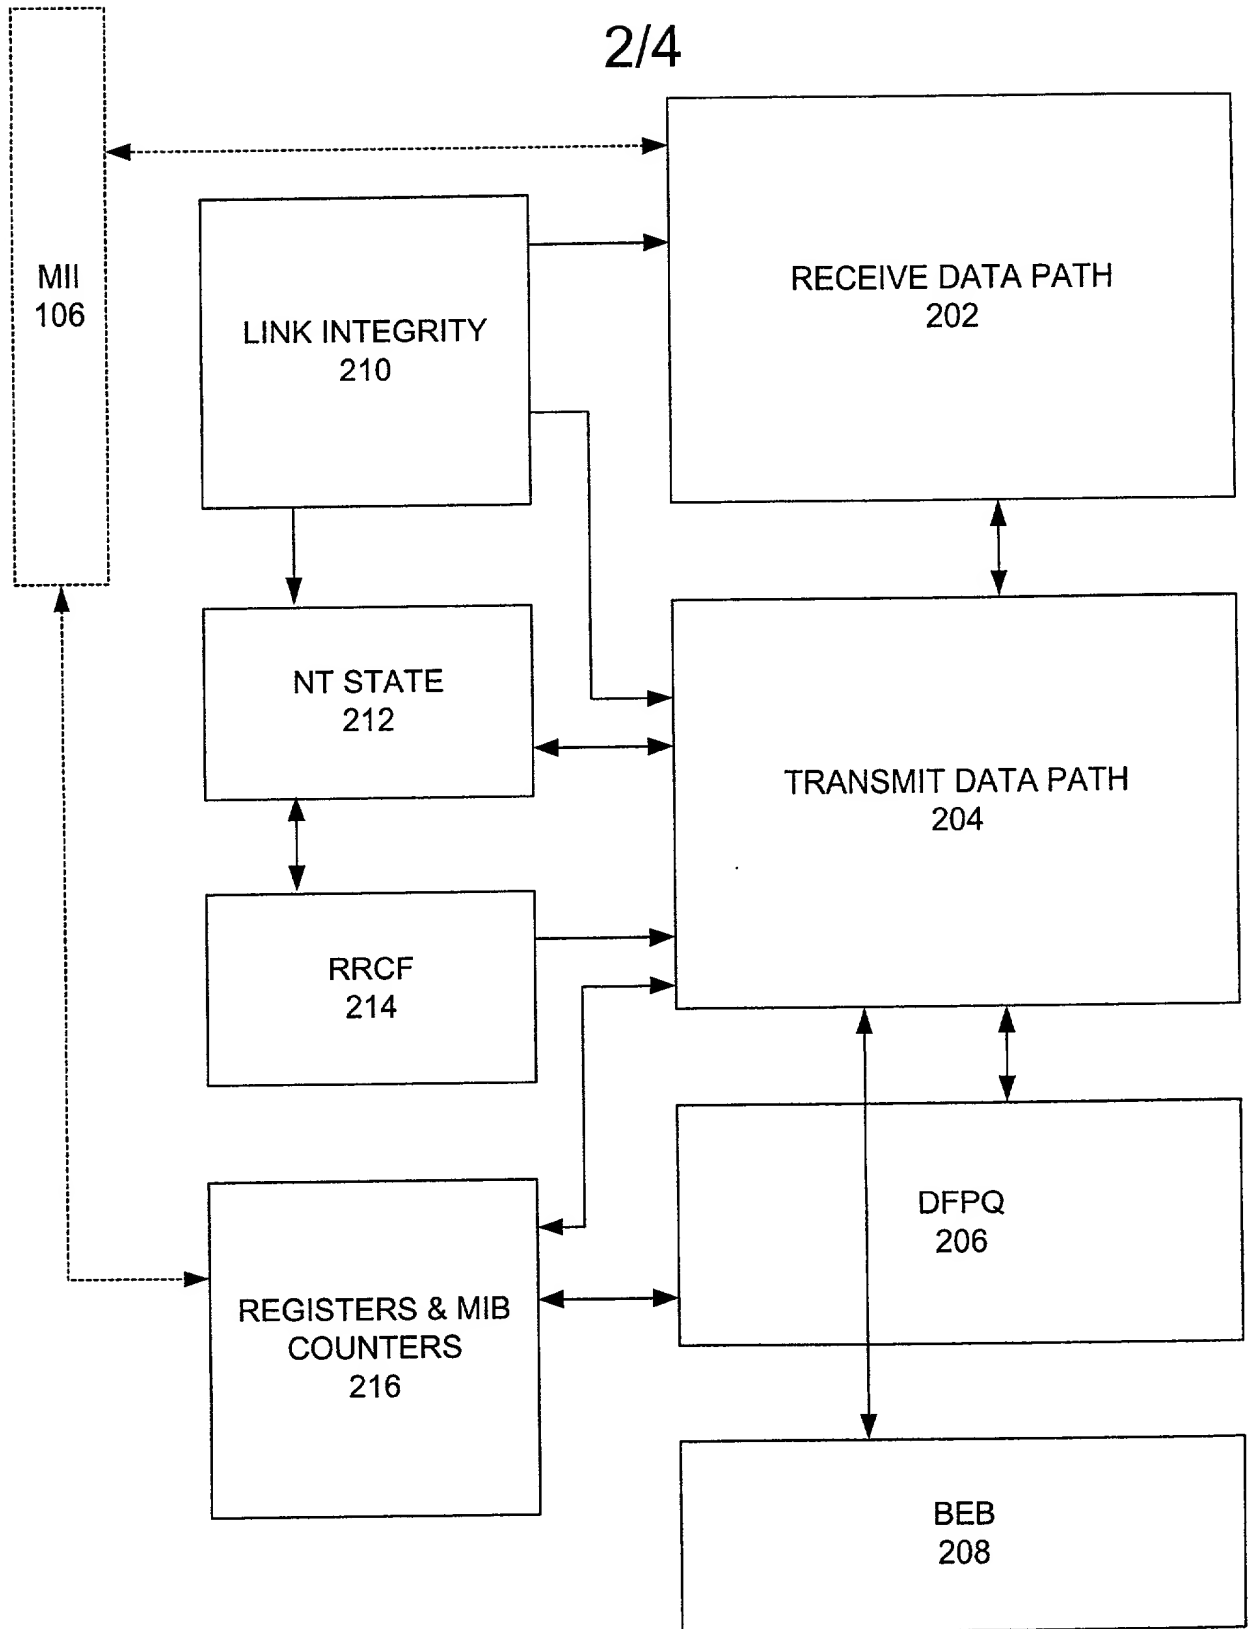 2/4
MII
106
RECEIVE DATA PATH
202
LINK INTEGRITY
210
NT STATE
212
TRANSMIT DATA PATH
204
RRCF
214
DFPQ
206
REGISTERS & MIB
COUNTERS
216
BEB
208